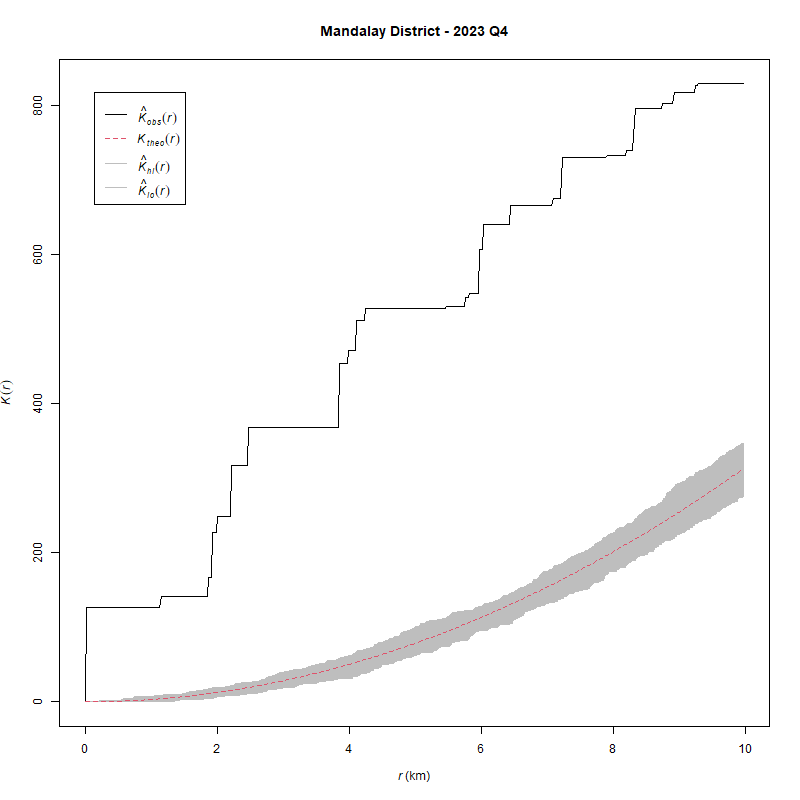 Mandalay District - 2023 Q4
K̂obs(r)
Ktheo(r)
K̂hi(r)
K̂lo(r)
K(r)
800
600
400
200
0
0 2 4 6 8 10
r (km)